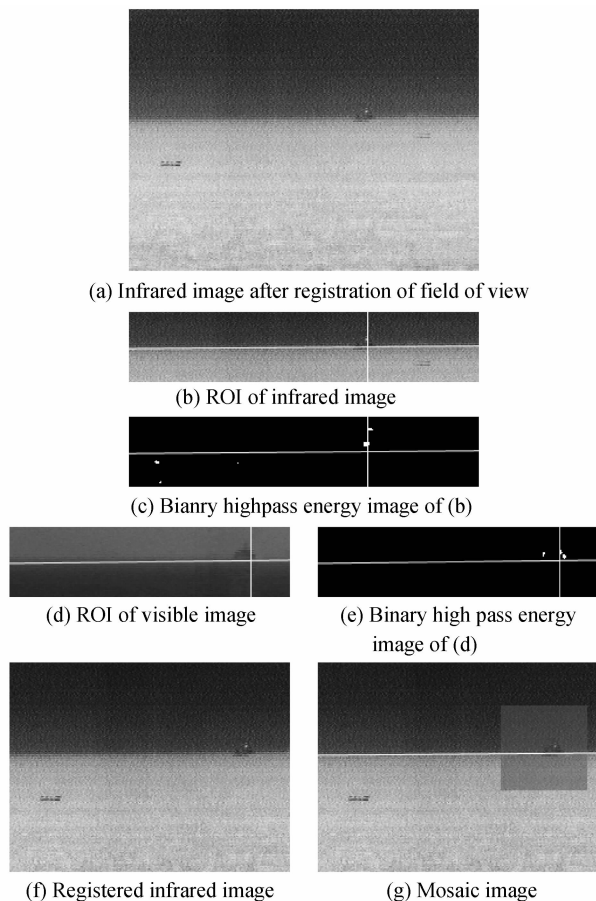 (a) Infrared image after registration of field of view
(b) ROI of infrared image
(c) Bianry highpass energy image of (b)
(d) ROI of visible image
(e) Binary high pass energy
image of (d)
(f) Registered infrared image
(g) Mosaic image